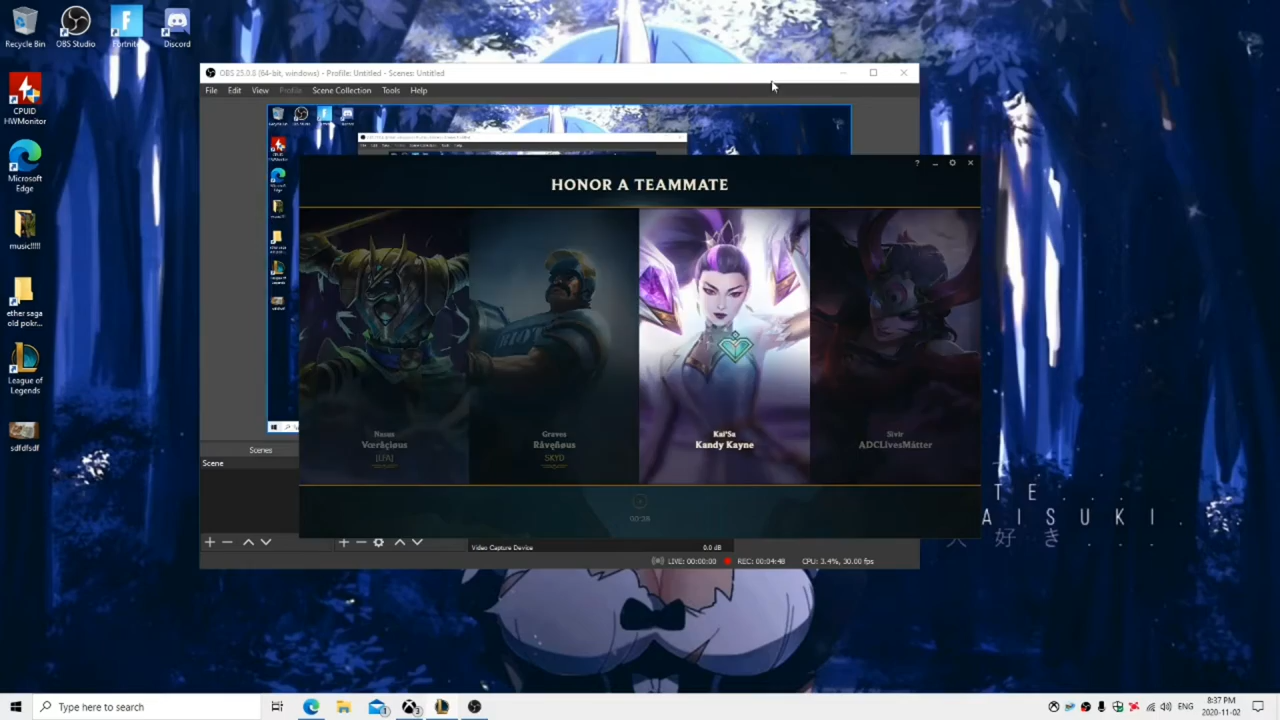 Recycle Bin
OBS Studio
Fortnite
Discord
CPUID
HWMonitor
Microsoft
Edge
music!!!!!
ether saga
old pokr...
League of
Legends
sdfdfsdf
OBS 25.0.8 (64-bit, windows) - Profile: Untitled - Scenes: Untitled
File Edit View Profile Scene Collection Tools Help
HONOR A TEAMMATE
Nasus
Graves
SKYD
Kai'Sa
Kandy Kayne
Sivir
ADCLivesMatter
00:28
Scenes
Scene
Video Capture Device 0.0 dB
LIVE: 00:00:00 REC: 00:04:48 CPU: 3.4%, 30.00 fps
T E . . .
A I S U K I .
好 き . . .
Type here to search
ENG
8:37 PM
2020-11-02